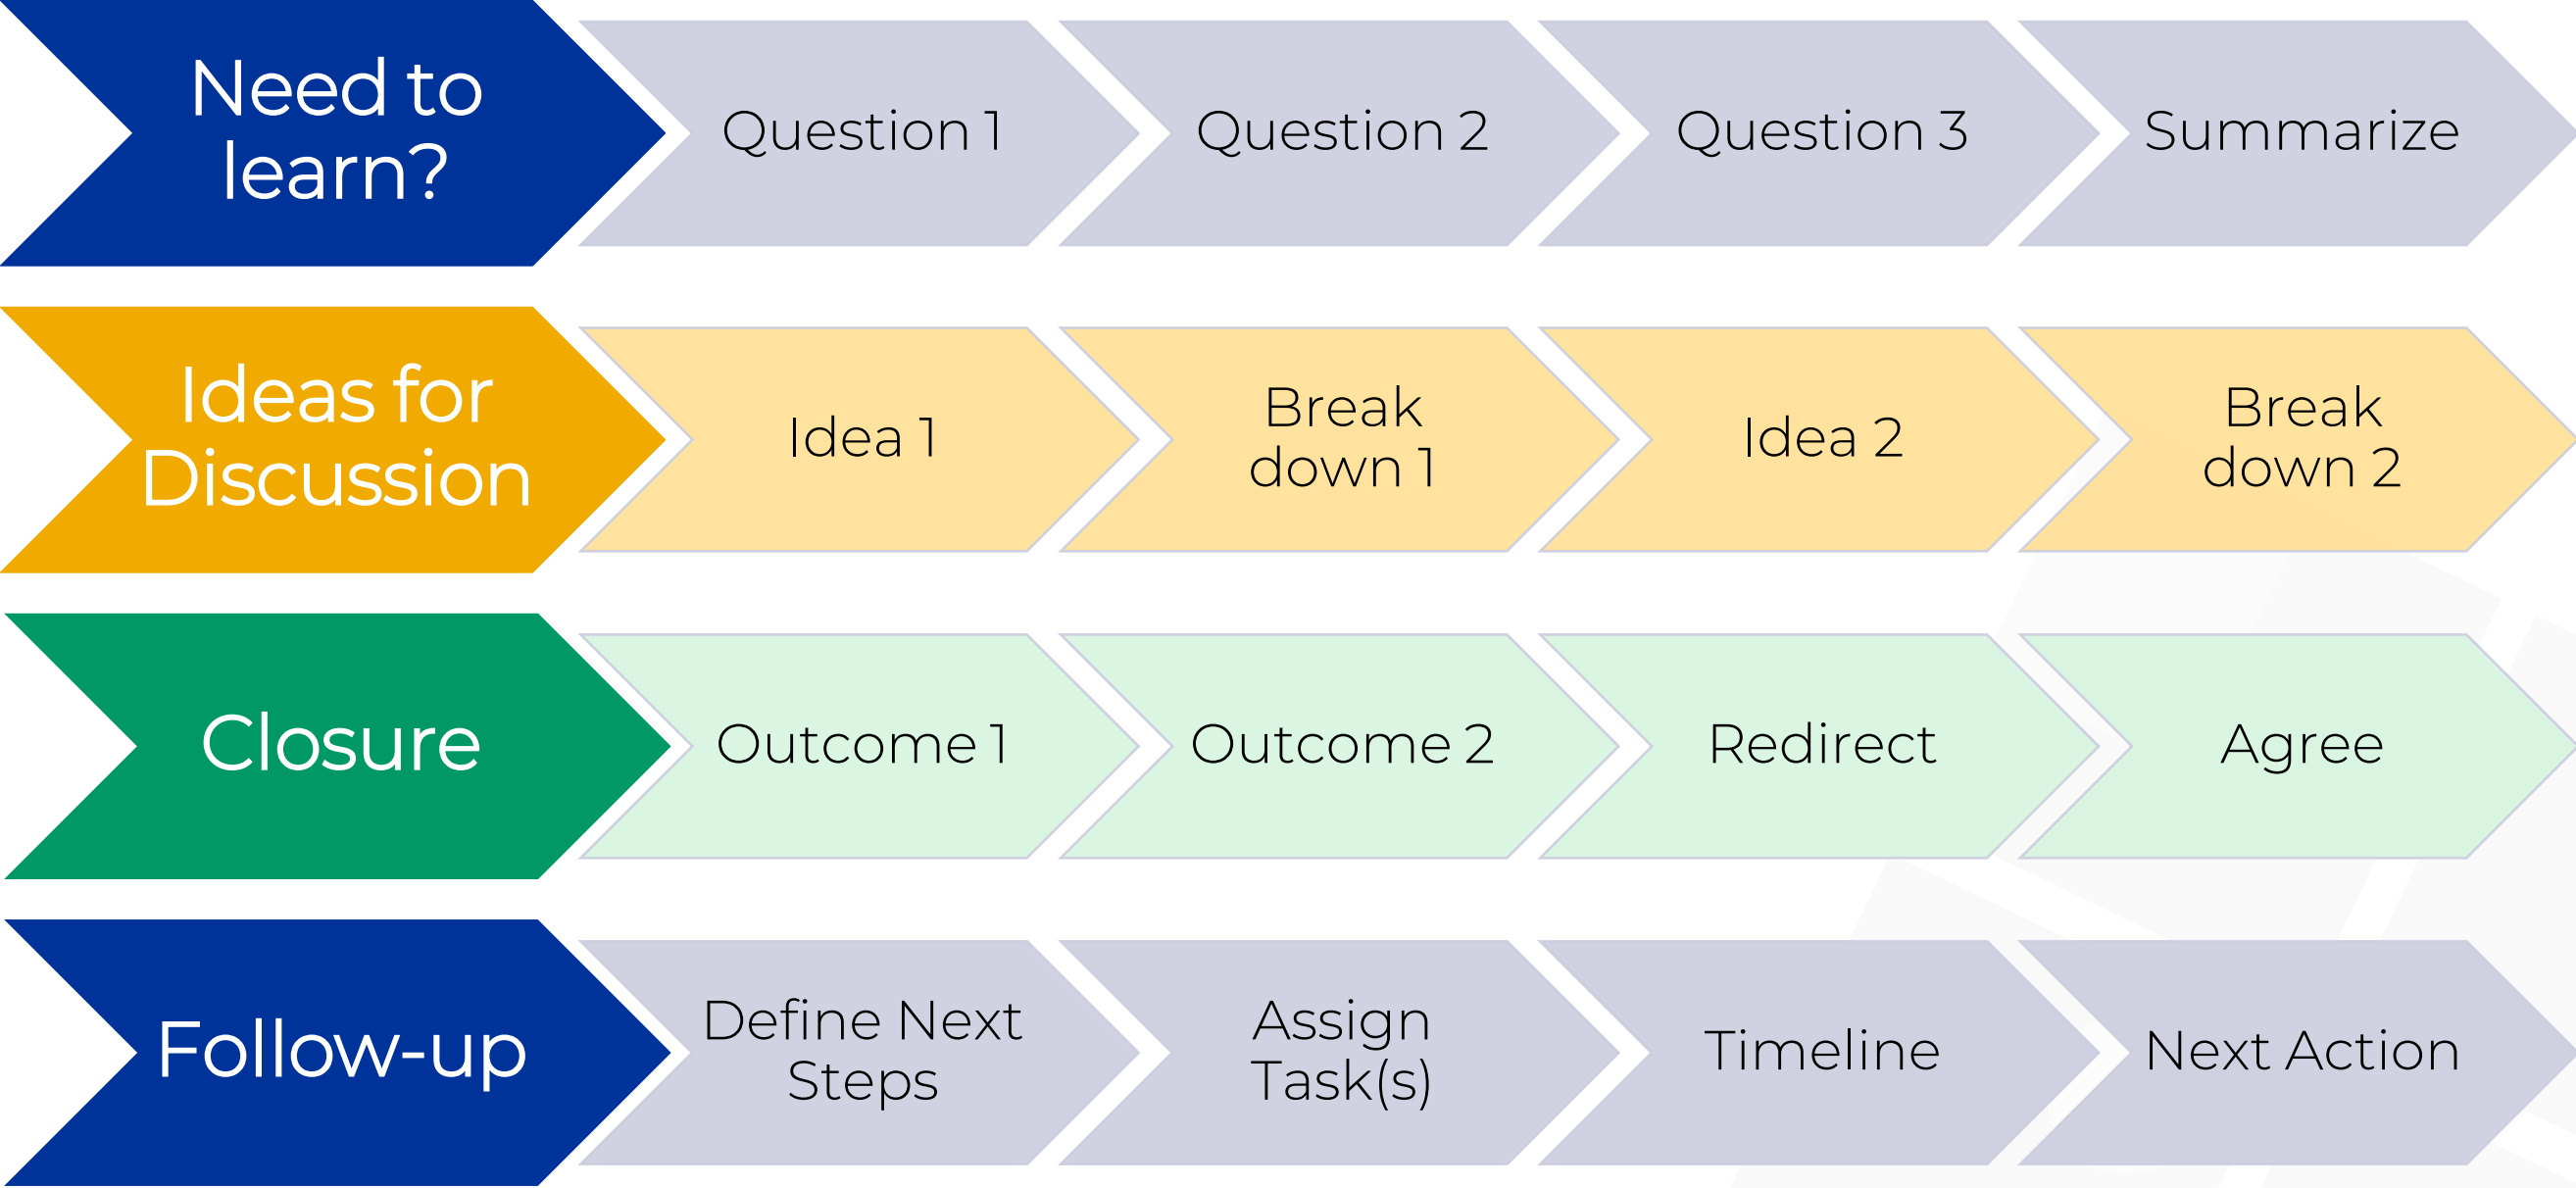 Need to
learn?
Question 1
Question 2
Question 3
Summarize
Ideas for
Discussion
Idea 1
Break
down 1
Idea 2
Break
down 2
Closure
Outcome 1
Outcome 2
Redirect
Agree
Follow-up
Define Next
Steps
Assign
Task(s)
Timeline
Next Action